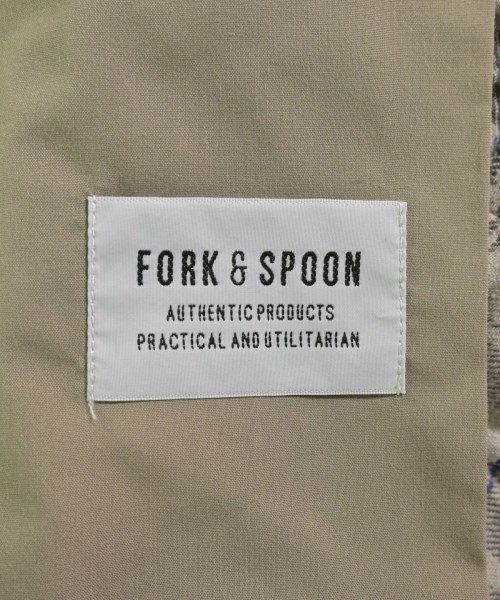 FORK & SPOON
AUTHENTIC PRODUCTS
PRACTICAL AND UTILITARIAN